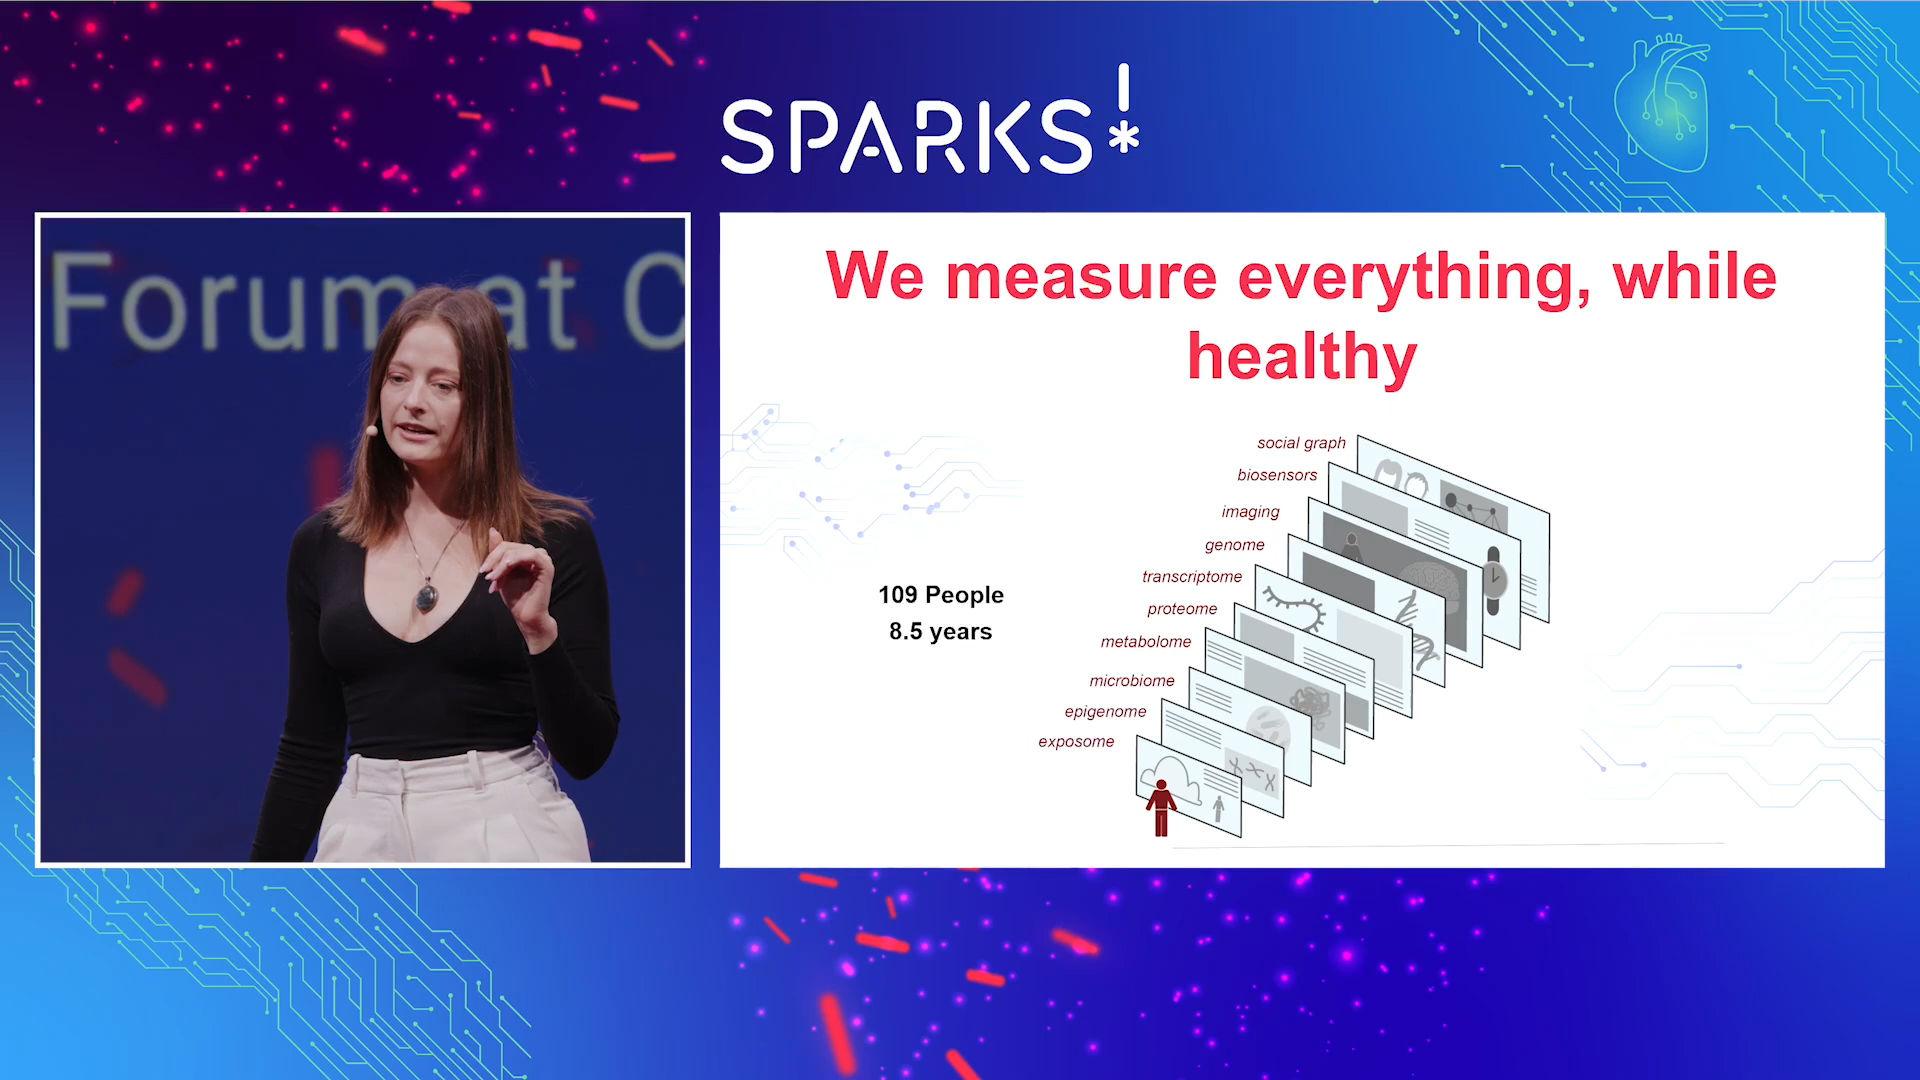 SPARKS!*
Forum at C
We measure everything, while
healthy
109 People
8.5 years
social graph
biosensors
imaging
genome
transcriptome
proteome
metabolome
microbiome
epigenome
exposome